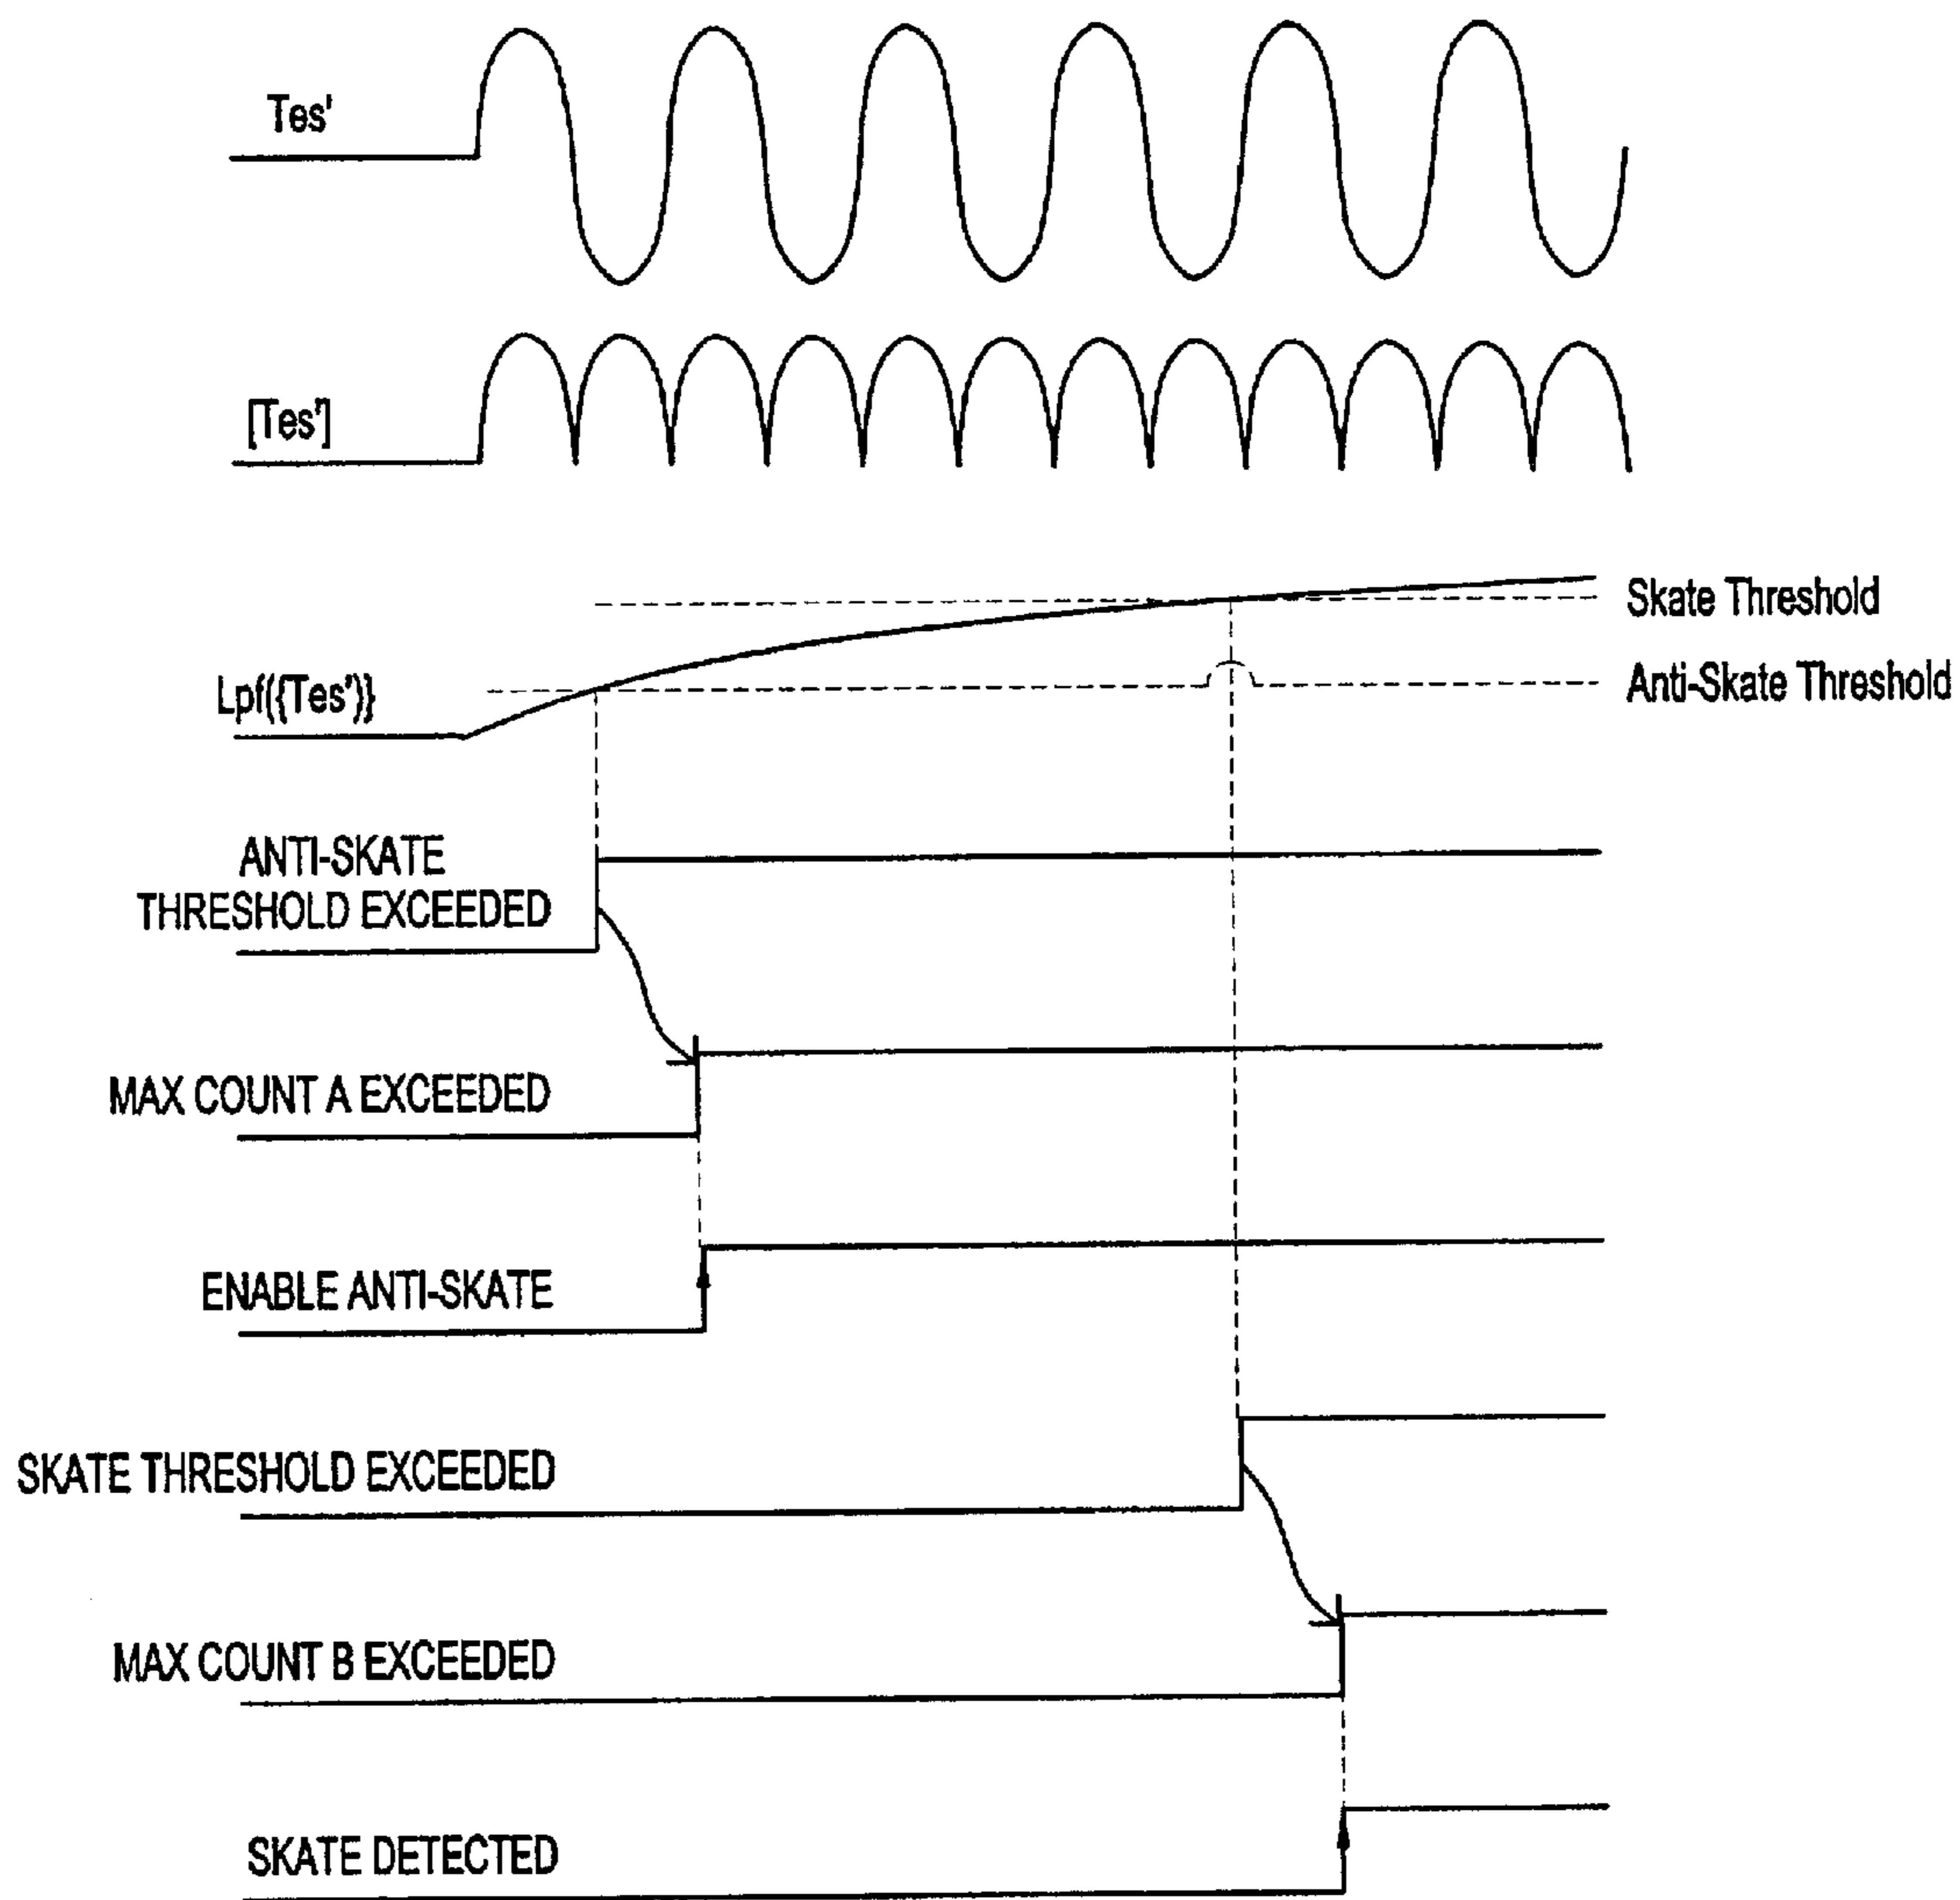 Tes'
[Tes']
Skate Threshold
Lpf({Tes')}
Anti-Skate Threshold
ANTI-SKATE
THRESHOLD EXCEEDED
MAX COUNT A EXCEEDED
ENABLE ANTI-SKATE
SKATE THRESHOLD EXCEEDED
MAX COUNT B EXCEEDED
SKATE DETECTED